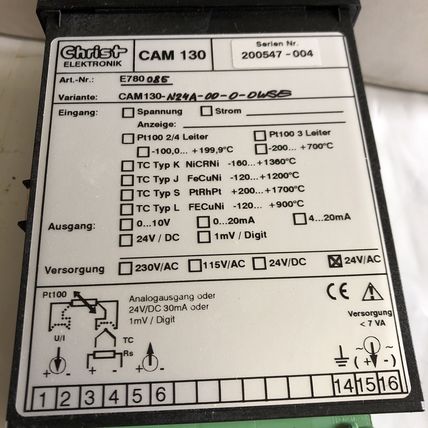 Christ
ELEKTRONIK
CAM 130
Serien Nr.
200547-004
Art.-Nr.: E780085
Variante: CAM130-N24A-00-0-0WSB
Eingang: Spannung Strom
Anzeige:
Pt100 2/4 Leiter Pt100 3 Leiter
-100,0... +199,9°C -200... +700°C
TC Typ K NiCRNi -160...+1360°C
TC Typ J FeCuNi -120...+1200°C
TC Typ S PtRhPt +200...+1700°C
TC Typ L FECuNi -120...+900°C
Ausgang: 0...10V 0...20mA 4...20mA
24V / DC 1mV / Digit
Versorgung 230V/AC 115V/AC 24V/DC 24V/AC
Pt100
Analogausgang oder
24V/DC 30mA oder
1mV / Digit
CE
Versorgung
< 7 VA
U/I
TC
Rs
+ - + - + (+ -)
1 2 3 4 5 6 14 15 16